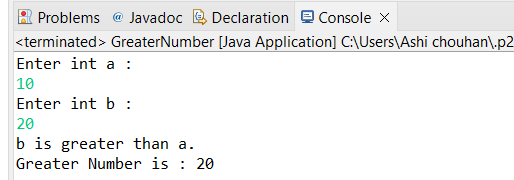 Problems @ Javadoc Declaration Console
<terminated> GreaterNumber [Java Application] C:\Users\Ashi chouhan\.p2
Enter int a :
10
Enter int b :
20
b is greater than a.
Greater Number is : 20